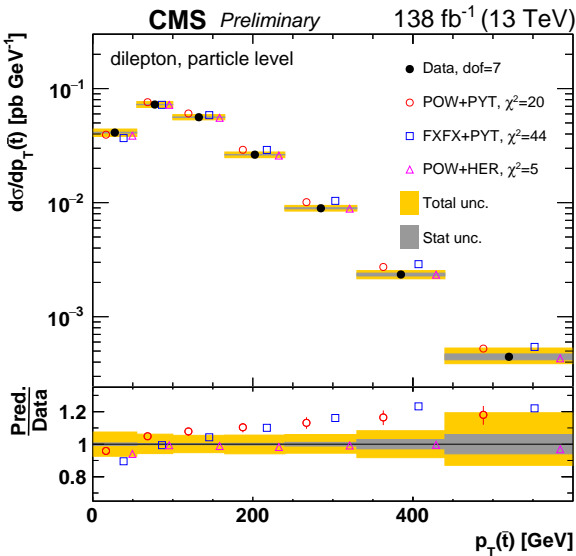 CMS Preliminary 138 fb⁻¹ (13 TeV)
dilepton, particle level
Data, dof=7
POW+PYT, χ²=20
FXFX+PYT, χ²=44
POW+HER, χ²=5
Total unc.
Stat unc.
dσ/dp_T(t̄) [pb GeV⁻¹]
10⁻¹
10⁻²
10⁻³
Pred.
Data
1.2
1
0.8
0 200 400
p_T(t̄) [GeV]